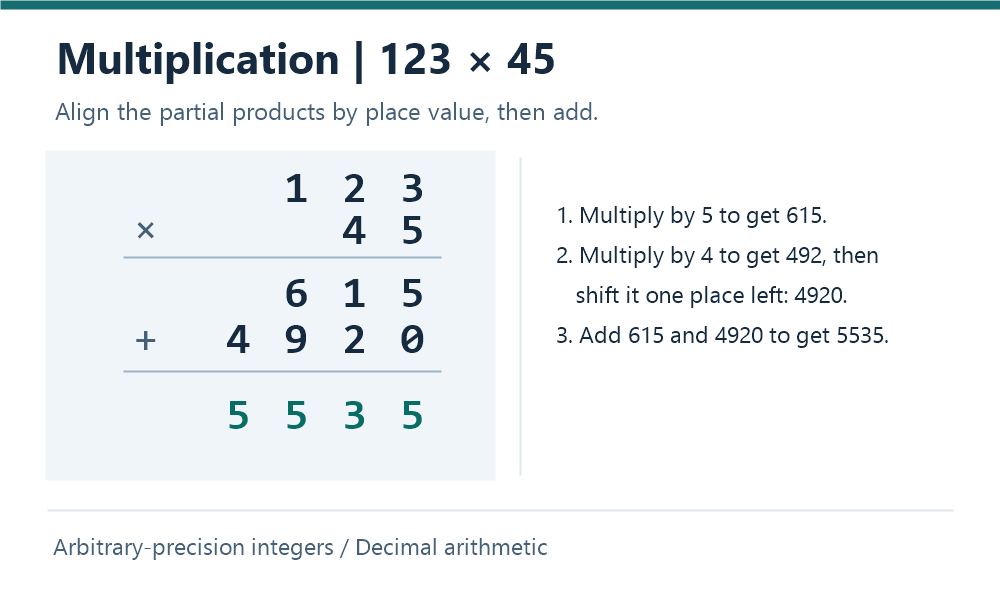 Multiplication | 123 × 45
Align the partial products by place value, then add.
1 2 3
× 4 5
6 1 5
+ 4 9 2 0
5 5 3 5
1. Multiply by 5 to get 615.
2. Multiply by 4 to get 492, then
shift it one place left: 4920.
3. Add 615 and 4920 to get 5535.
Arbitrary-precision integers / Decimal arithmetic